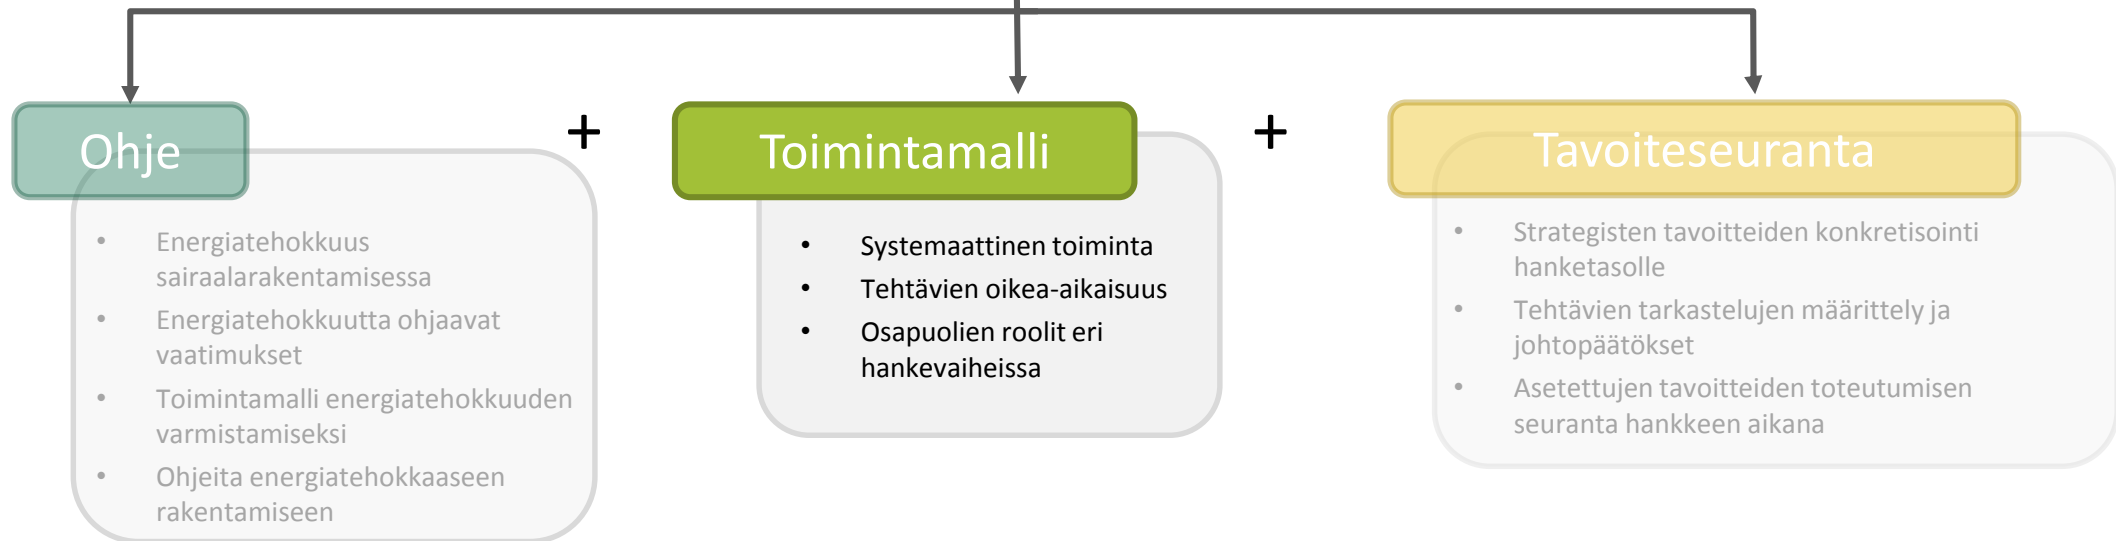 Ohje
• Energiatehokkuus
sairaalarakentamisessa
• Energiatehokkuutta ohjaavat
vaatimukset
• Toimintamalli energiatehokkuuden
varmistamiseksi
• Ohjeita energiatehokkaaseen
rakentamiseen
+
Toimintamalli
• Systemaattinen toiminta
• Tehtävien oikea-aikaisuus
• Osapuolien roolit eri
hankevaiheissa
+
Tavoiteseuranta
• Strategisten tavoitteiden konkretisointi
hanketasolle
• Tehtävien tarkastelujen määrittely ja
johtopäätökset
• Asetettujen tavoitteiden toteutumisen
seuranta hankkeen aikana